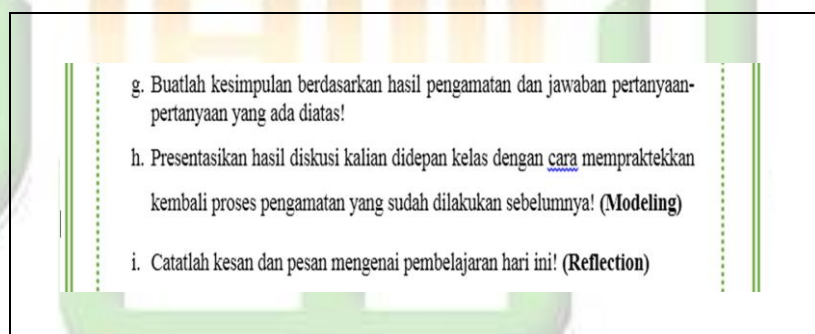 g. Buatlah kesimpulan berdasarkan hasil pengamatan dan jawaban pertanyaan-
pertanyaan yang ada diatas!
h. Presentasikan hasil diskusi kalian didepan kelas dengan cara mempraktekkan
kembali proses pengamatan yang sudah dilakukan sebelumnya! (Modeling)
i. Catatlah kesan dan pesan mengenai pembelajaran hari ini! (Reflection)